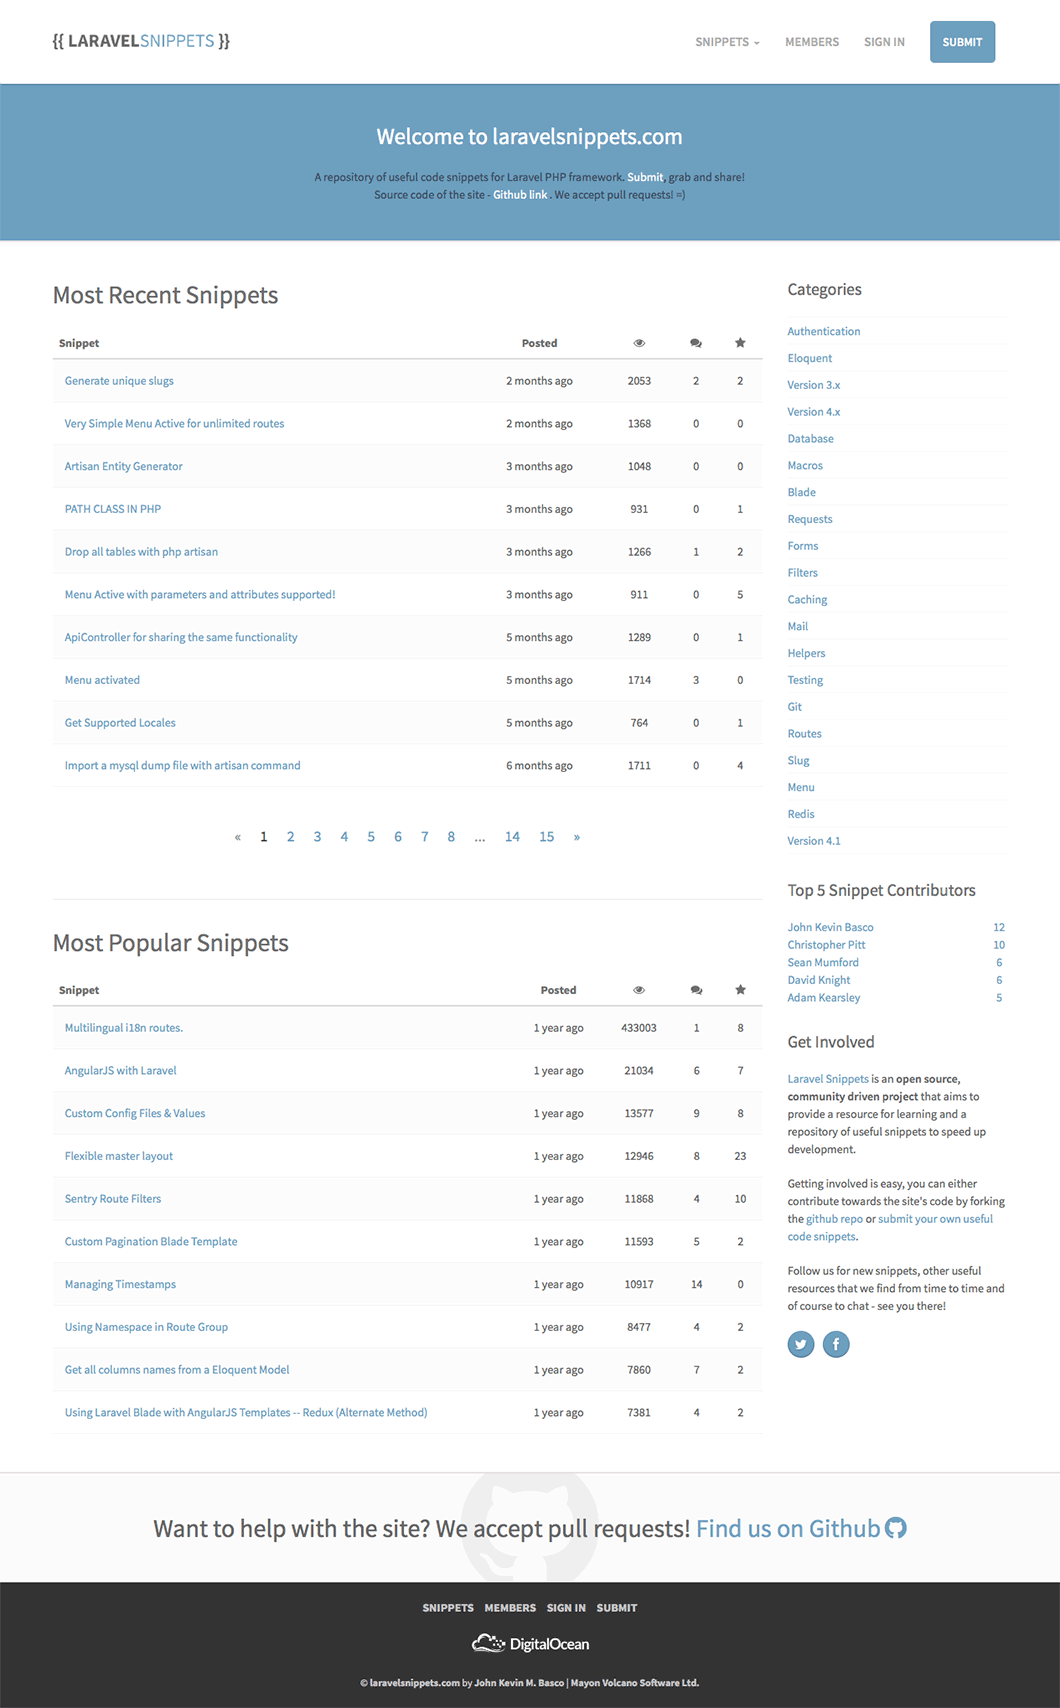 {{ LARAVELSNIPPETS }}
SNIPPETS MEMBERS SIGN IN SUBMIT
Welcome to laravelsnippets.com
A repository of useful code snippets for Laravel PHP framework. Submit, grab and share!
Source code of the site - Github link . We accept pull requests! =)
Most Recent Snippets
Snippet Posted
Generate unique slugs 2 months ago 2053 2 2
Very Simple Menu Active for unlimited routes 2 months ago 1368 0 0
Artisan Entity Generator 3 months ago 1048 0 0
PATH CLASS IN PHP 3 months ago 931 0 1
Drop all tables with php artisan 3 months ago 1266 1 2
Menu Active with parameters and attributes supported! 3 months ago 911 0 5
ApiController for sharing the same functionality 5 months ago 1289 0 1
Menu activated 5 months ago 1714 3 0
Get Supported Locales 5 months ago 764 0 1
Import a mysql dump file with artisan command 6 months ago 1711 0 4
« 1 2 3 4 5 6 7 8 ... 14 15 »
Most Popular Snippets
Snippet Posted
Multilingual i18n routes. 1 year ago 433003 1 8
AngularJS with Laravel 1 year ago 21034 6 7
Custom Config Files & Values 1 year ago 13577 9 8
Flexible master layout 1 year ago 12946 8 23
Sentry Route Filters 1 year ago 11868 4 10
Custom Pagination Blade Template 1 year ago 11593 5 2
Managing Timestamps 1 year ago 10917 14 0
Using Namespace in Route Group 1 year ago 8477 4 2
Get all columns names from a Eloquent Model 1 year ago 7860 7 2
Using Laravel Blade with AngularJS Templates -- Redux (Alternate Method) 1 year ago 7381 4 2
Categories
Authentication
Eloquent
Version 3.x
Version 4.x
Database
Macros
Blade
Requests
Forms
Filters
Caching
Mail
Helpers
Testing
Git
Routes
Slug
Menu
Redis
Version 4.1
Top 5 Snippet Contributors
John Kevin Basco 12
Christopher Pitt 10
Sean Mumford 6
David Knight 6
Adam Kearsley 5
Get Involved
Laravel Snippets is an open source,
community driven project that aims to
provide a resource for learning and a
repository of useful snippets to speed up
development.
Getting involved is easy, you can either
contribute towards the site's code by forking
the github repo or submit your own useful
code snippets.
Follow us for new snippets, other useful
resources that we find from time to time and
of course to chat - see you there!
Want to help with the site? We accept pull requests! Find us on Github
SNIPPETS MEMBERS SIGN IN SUBMIT
DigitalOcean
© laravelsnippets.com by John Kevin M. Basco | Mayon Volcano Software Ltd.